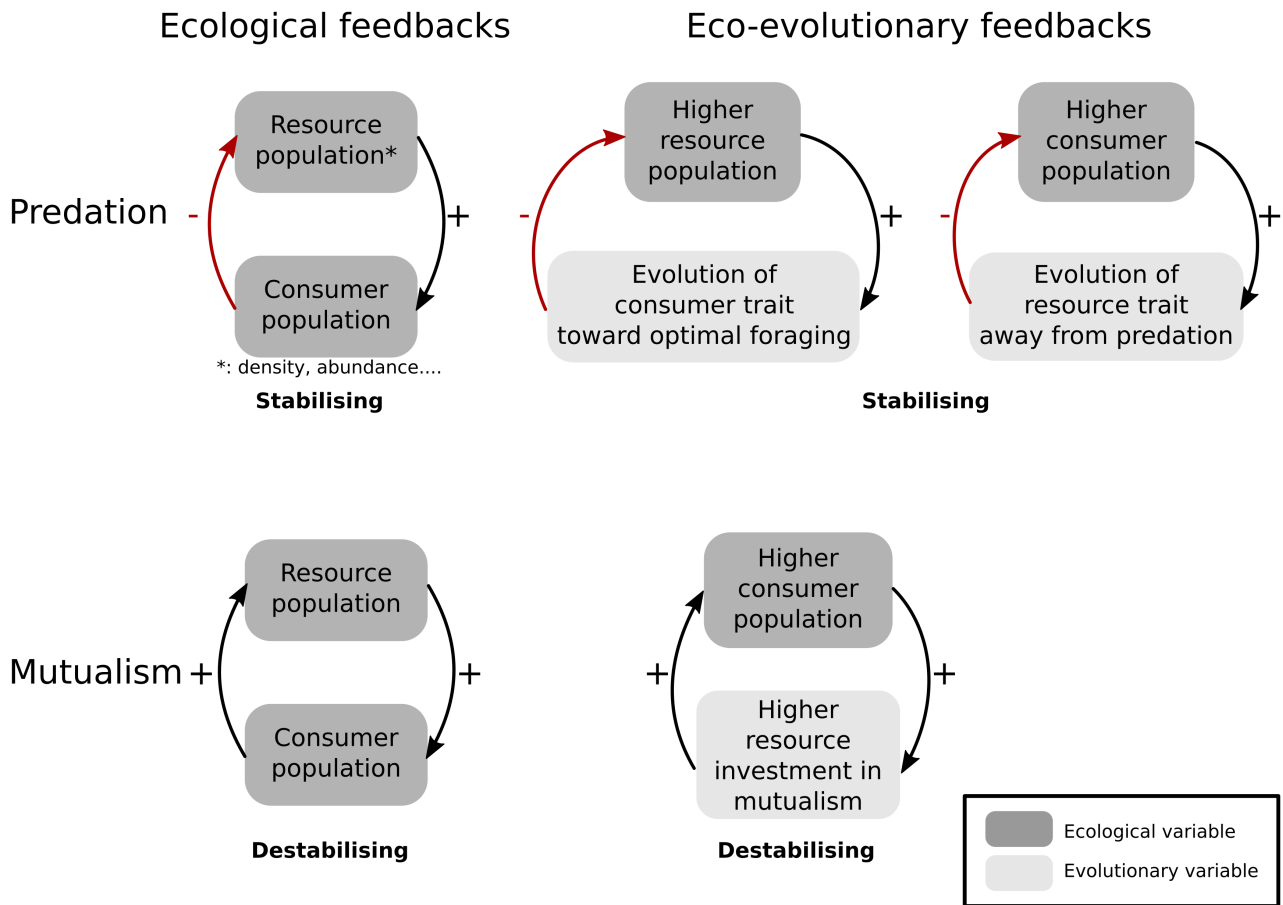 Ecological feedbacks
Eco-evolutionary feedbacks
Predation
Resource
population*
-
+
Consumer
population
*: density, abundance....
Stabilising
Higher
resource
population
-
+
Evolution of
consumer trait
toward optimal foraging
Higher
consumer
population
-
+
Evolution of
resource trait
away from predation
Stabilising
Mutualism
Resource
population
+
+
Consumer
population
Destabilising
Higher
consumer
population
+
+
Higher
resource
investment in
mutualism
Destabilising
Ecological variable
Evolutionary variable